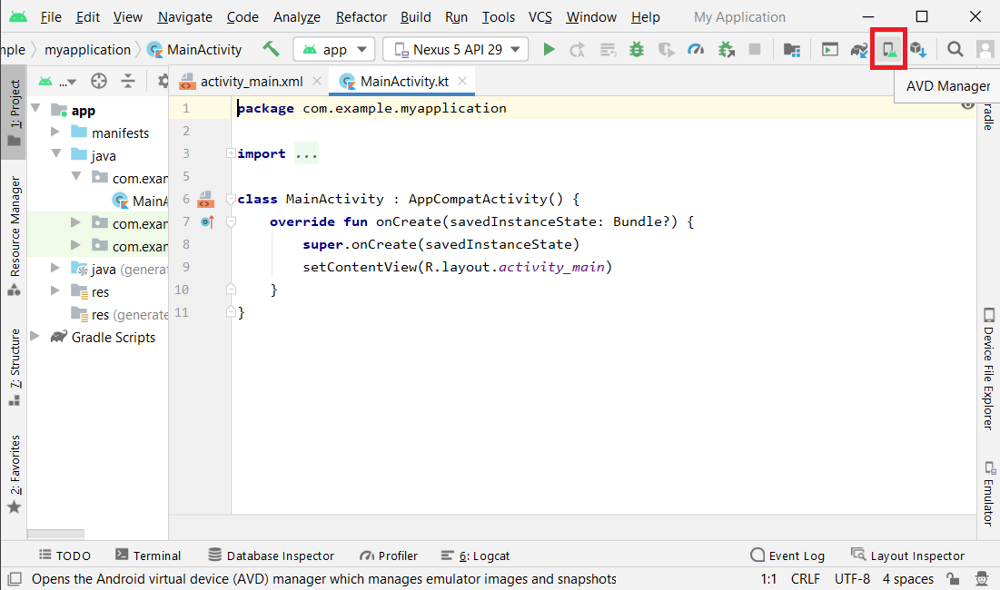 File Edit View Navigate Code Analyze Refactor Build Run Tools VCS Window Help My Application
nple myapplication MainActivity app Nexus 5 API 29
AVD Manager
1: Project
Resource Manager
7: Structure
2: Favorites
...
app
manifests
java
com.exan
MainA
com.exan
com.exan
java (genera
res
res (generate
Gradle Scripts
activity_main.xml MainActivity.kt
1 package com.example.myapplication
2
3 import ...
5
6 class MainActivity : AppCompatActivity() {
7 override fun onCreate(savedInstanceState: Bundle?) {
8 super.onCreate(savedInstanceState)
9 setContentView(R.layout.activity_main)
10 }
11 }
radle
Device File Explorer
Emulator
TODO Terminal Database Inspector Profiler 6: Logcat Event Log Layout Inspector
Opens the Android virtual device (AVD) manager which manages emulator images and snapshots 1:1 CRLF UTF-8 4 spaces